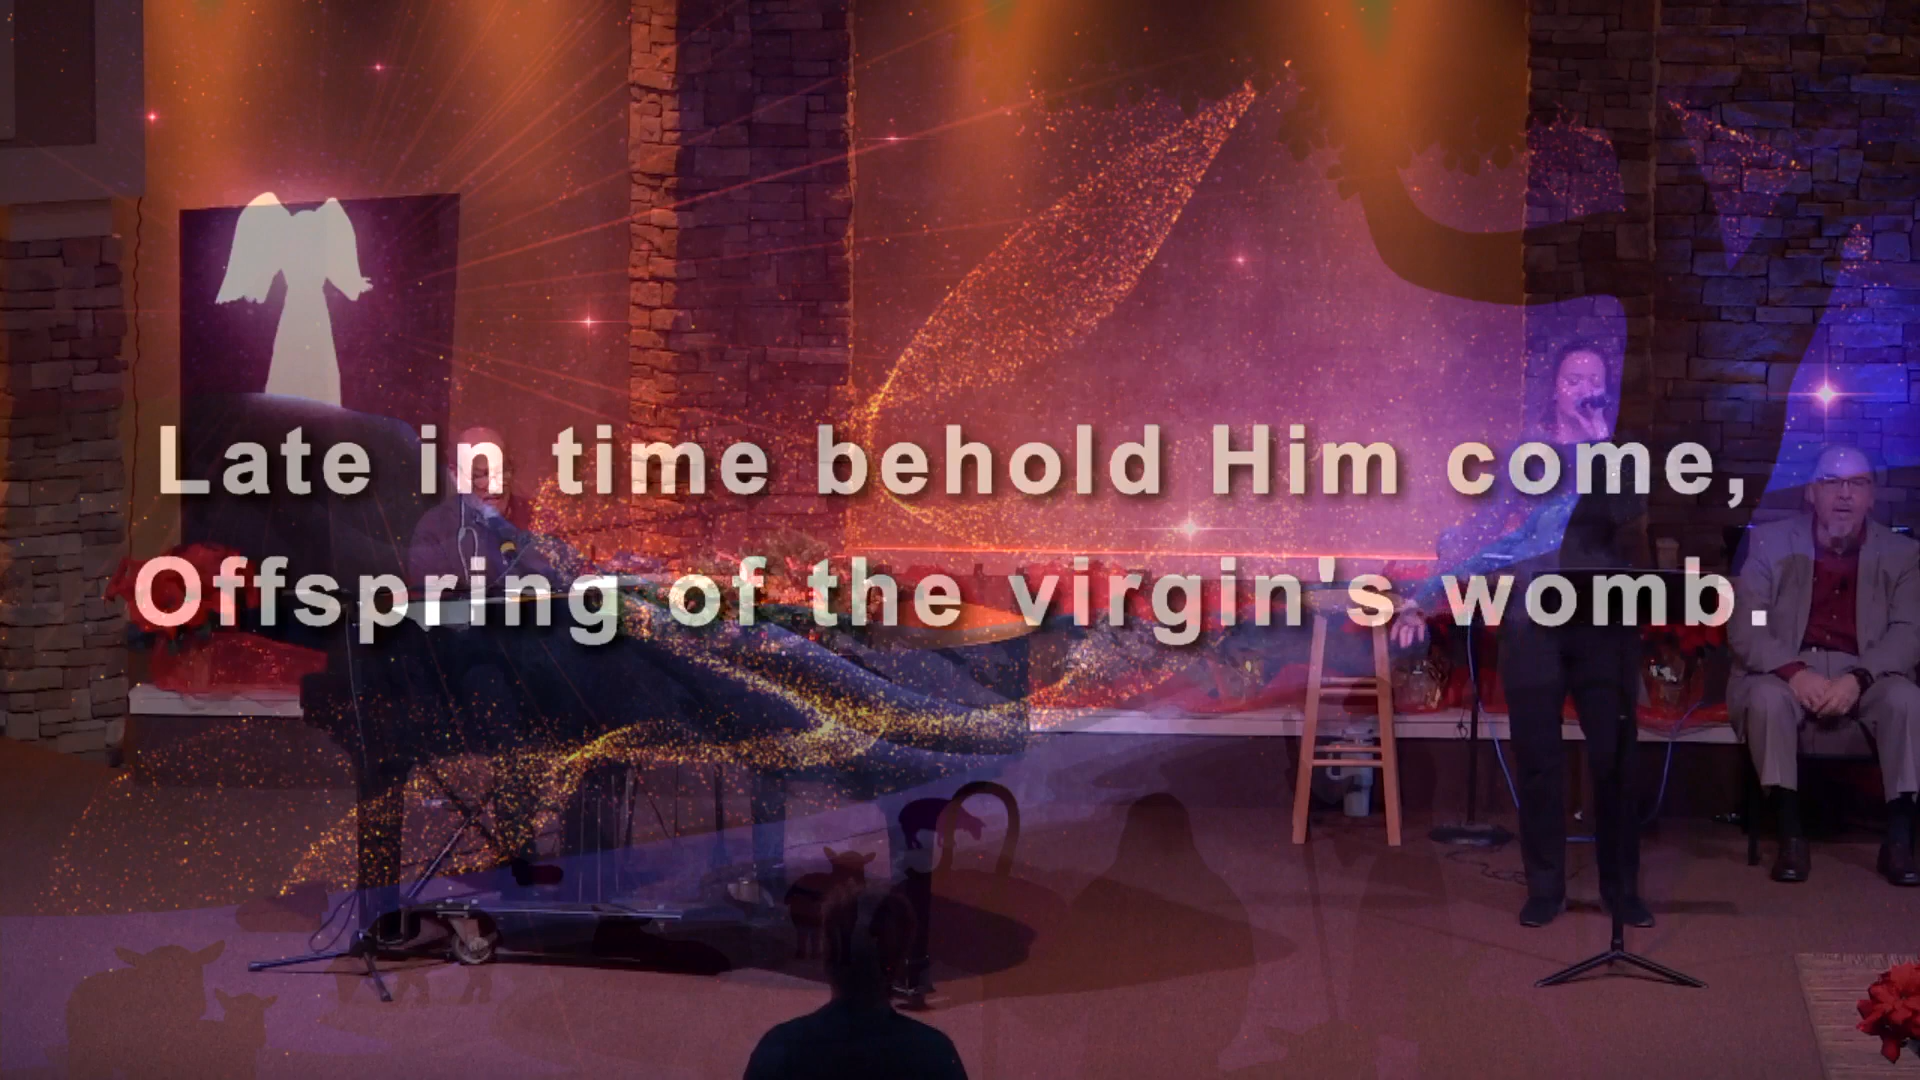 Late in time behold Him come,
Offspring of the virgin's womb.